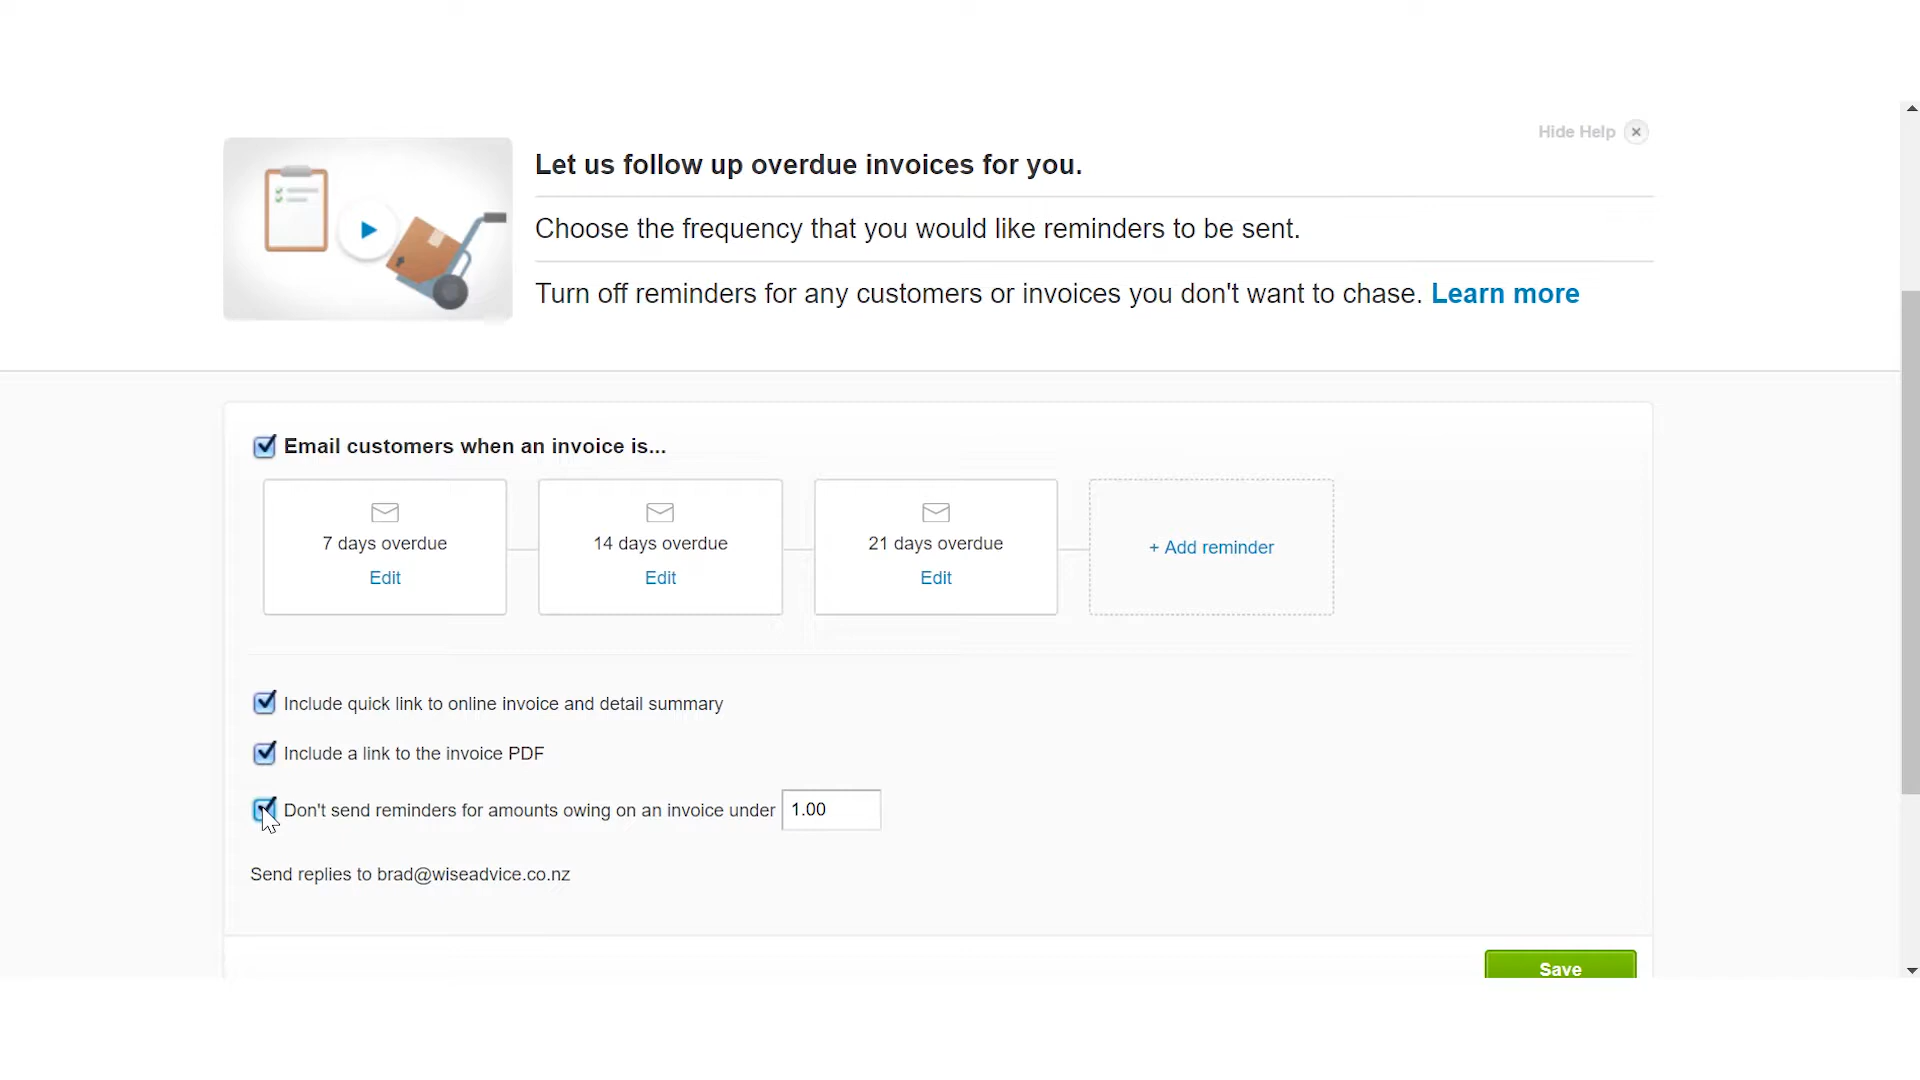 Hide Help
Let us follow up overdue invoices for you.
Choose the frequency that you would like reminders to be sent.
Turn off reminders for any customers or invoices you don't want to chase. Learn more
Email customers when an invoice is...
7 days overdue
Edit
14 days overdue
Edit
21 days overdue
Edit
+ Add reminder
Include quick link to online invoice and detail summary
Include a link to the invoice PDF
Don't send reminders for amounts owing on an invoice under 1.00
Send replies to brad@wiseadvice.co.nz
Save